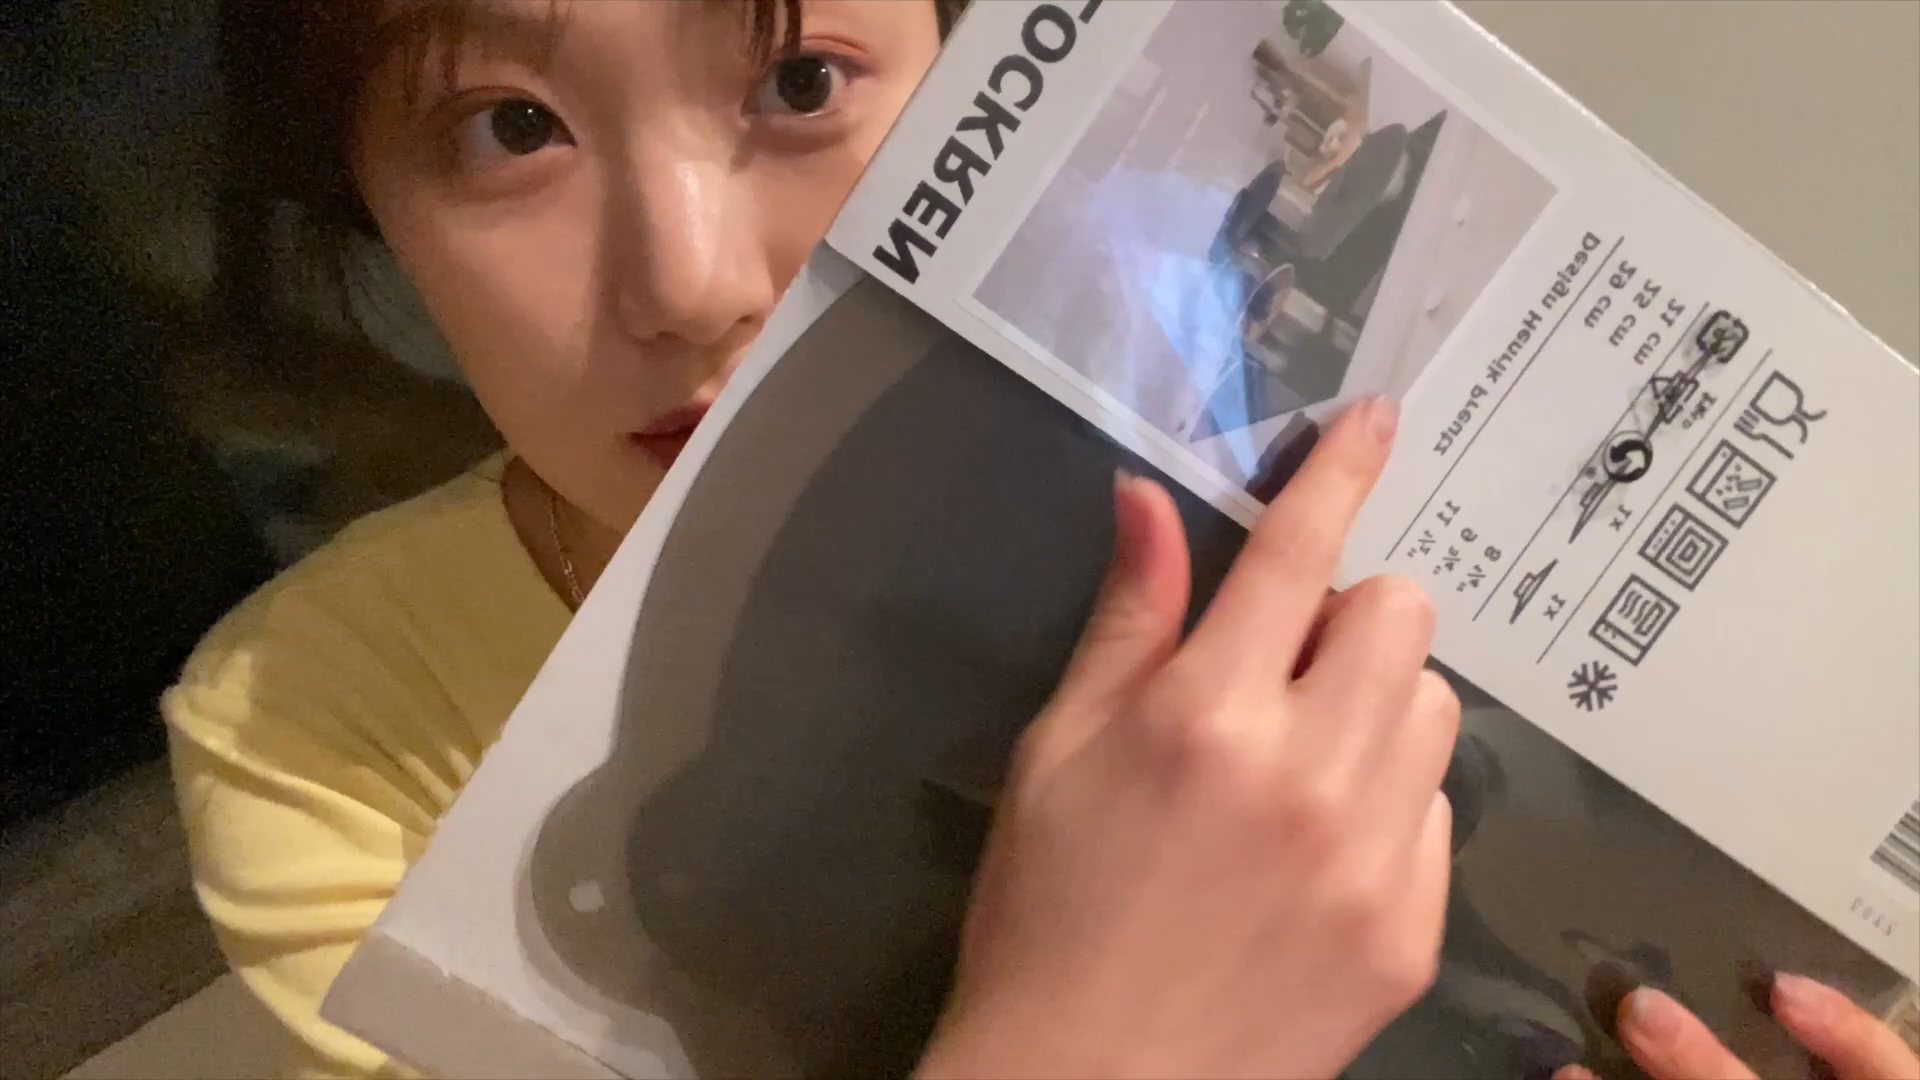 LOCKREN
Design Henrik Preutz
29 cm 11 ½"
25 cm 9 ¾"
21 cm 8 ¼"
1x
1x